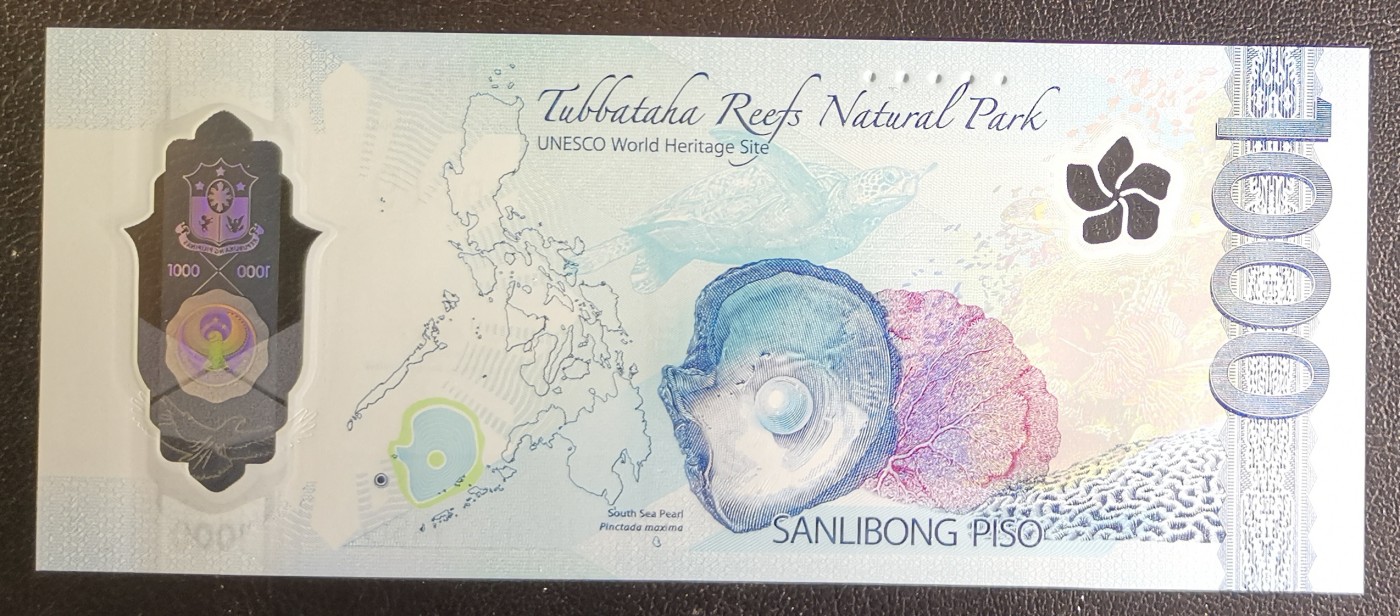 Tubbataha Reefs Natural Park
UNESCO World Heritage Site
1000 1000
1000
South Sea Pearl
Pinctada maxima
SANLIBONG PISO